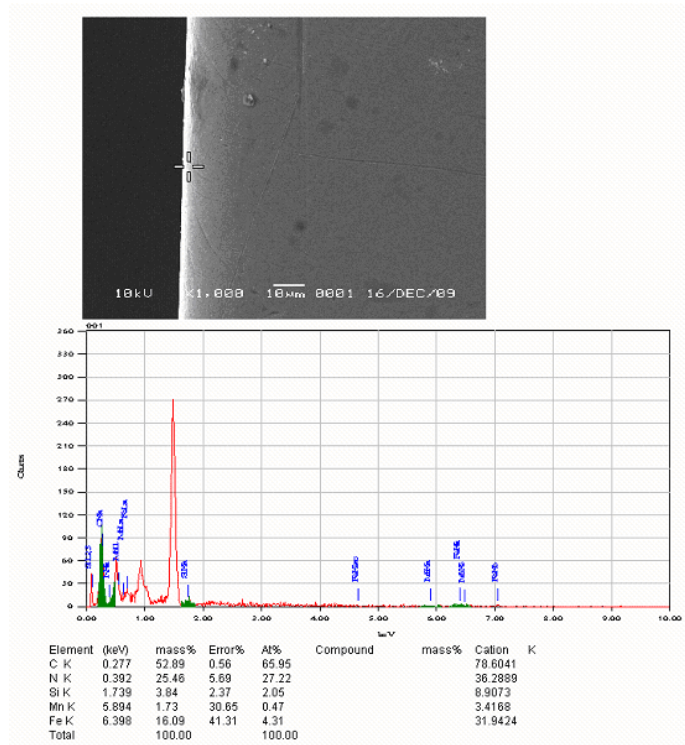 10kU X1,000 10μm 0001 16/DEC/09
001
360
330
300
270
240
210
180
150
120
90
60
30
0
Counts
0.00 1.00 2.00 3.00 4.00 5.00 6.00 7.00 8.00 9.00 10.00
keV
Element (keV) mass% Error% At% Compound mass% Cation K
C K 0.277 52.89 0.56 65.95 78.6041
N K 0.392 25.46 5.69 27.22 36.2889
Si K 1.739 3.84 2.37 2.05 8.9073
Mn K 5.894 1.73 30.65 0.47 3.4168
Fe K 6.398 16.09 41.31 4.31 31.9424
Total 100.00 100.00